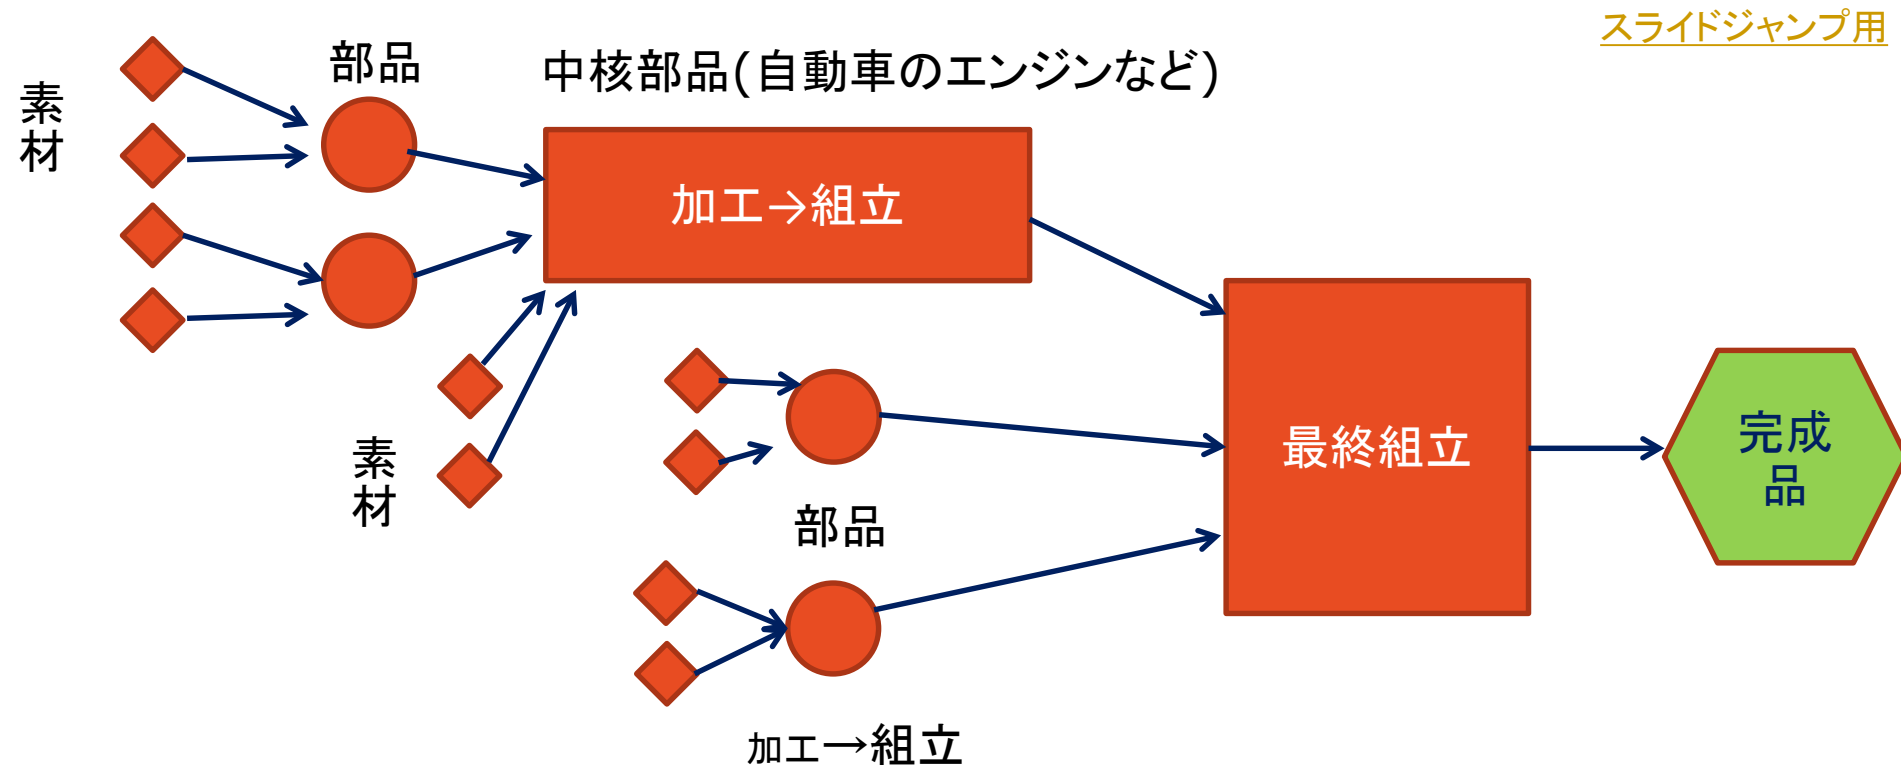 スライドジャンプ用
部品
中核部品(自動車のエンジンなど)
素
材
加工→組立
素
材
部品
最終組立
完成
品
加工→組立